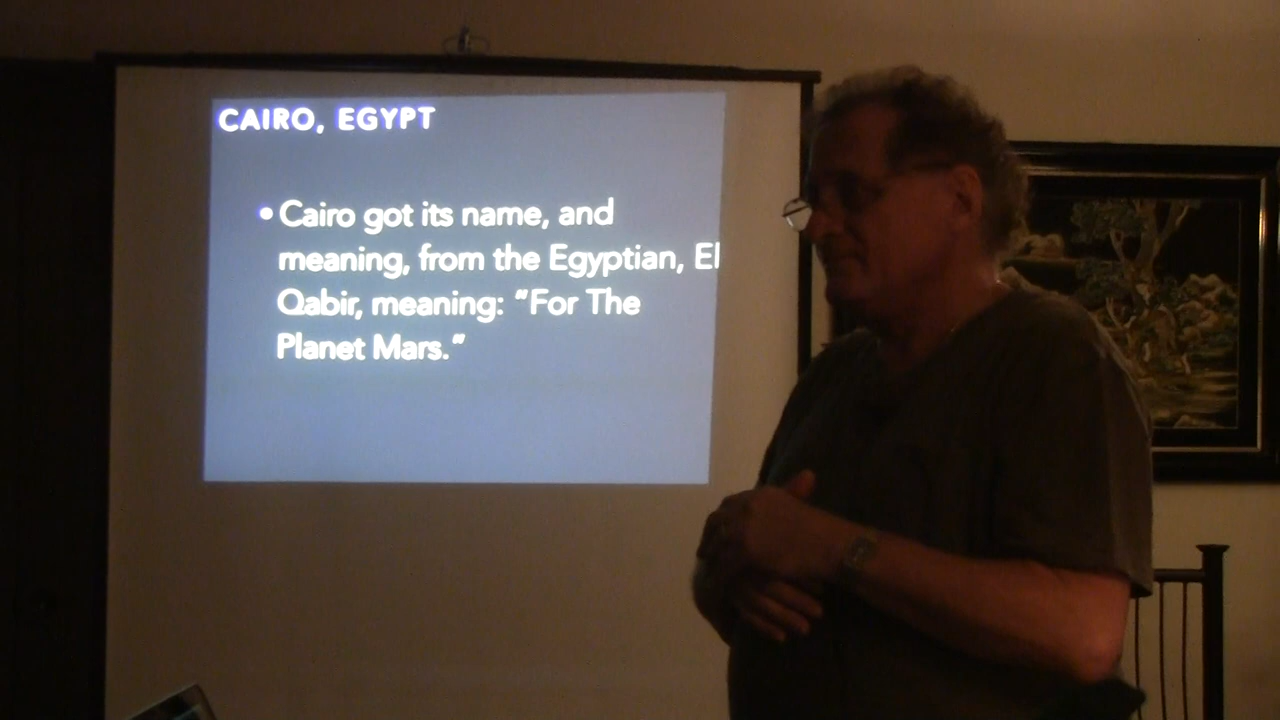 CAIRO, EGYPT
• Cairo got its name, and
meaning, from the Egyptian, El
Qabir, meaning: “For The
Planet Mars.”